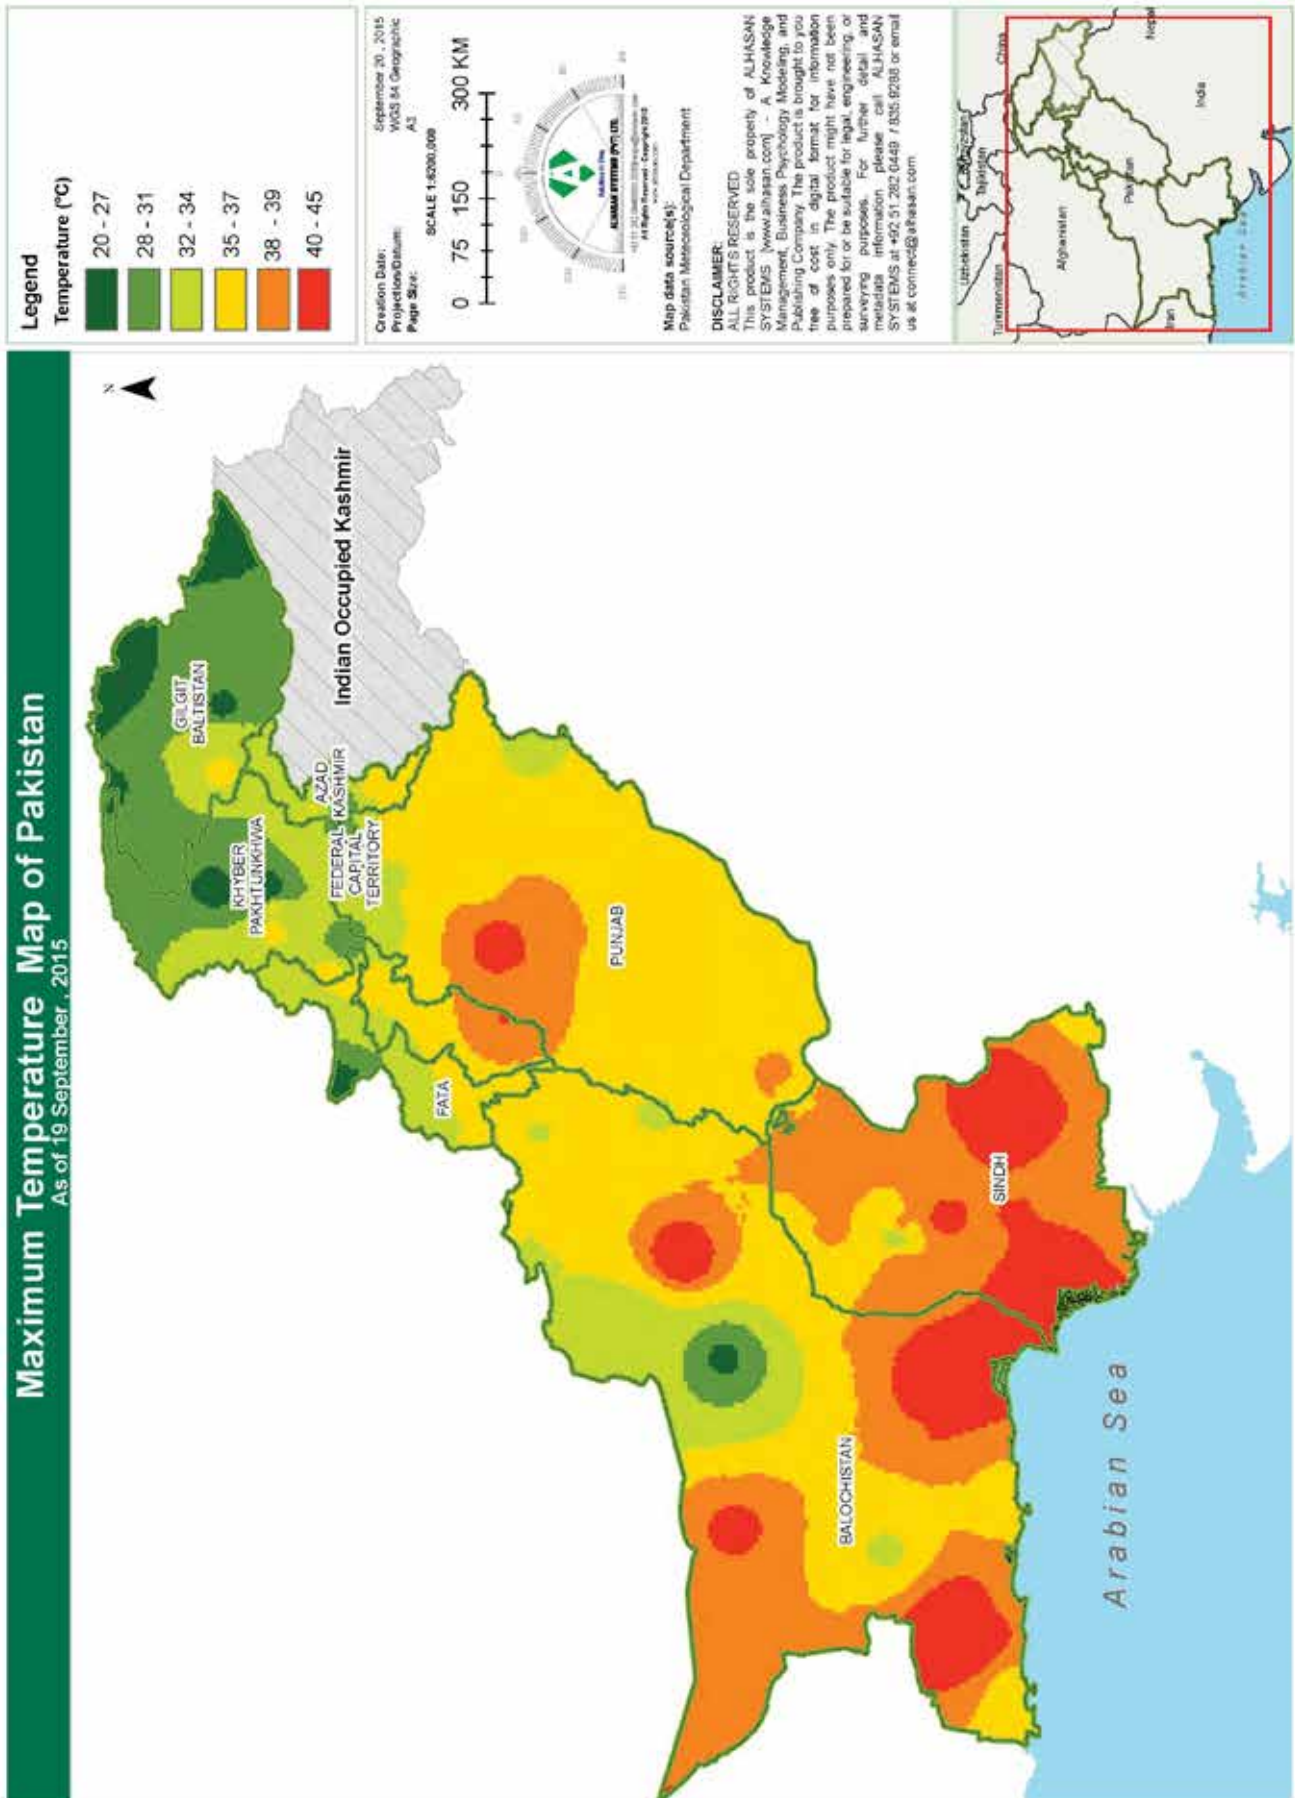 Maximum Temperature Map of Pakistan
As of 19 September, 2015
N
GILGIT
BALTISTAN
KHYBER
PAKHTUNKHWA
AZAD
KASHMIR
FEDERAL
CAPITAL
TERRITORY
Indian Occupied Kashmir
FATA
PUNJAB
BALOCHISTAN
SINDH
Arabian Sea
Legend
Temperature (°C)
20 - 27
28 - 31
32 - 34
35 - 37
38 - 39
40 - 45
Creation Date: September 20, 2015
Projection/Datum: WGS 84 Geographic
Page Size: A3
SCALE 1:6200,000
0 75 150 300 KM
ALHASAN SYSTEMS (PVT) LTD.
Map data source(s):
Pakistan Meteorological Department
DISCLAIMER:
ALL RIGHTS RESERVED
This product is the sole property of ALHASAN
SYSTEMS [www.alhasan.com] - A Knowledge
Management, Business Psychology Modeling, and
Publishing Company. The product is brought to you
free of cost in digital format for information
purposes only. The product might have not been
prepared for or be suitable for legal, engineering, or
surveying purposes. For further detail and
metadata information please call ALHASAN
SYSTEMS at +92.51.282.0449 / 835.9288 or email
us at connect@alhasan.com
Uzbekistan
Tajikistan
China
Turkmenistan
Afghanistan
Pakistan
Iran
India
Nepal
Arabian Sea